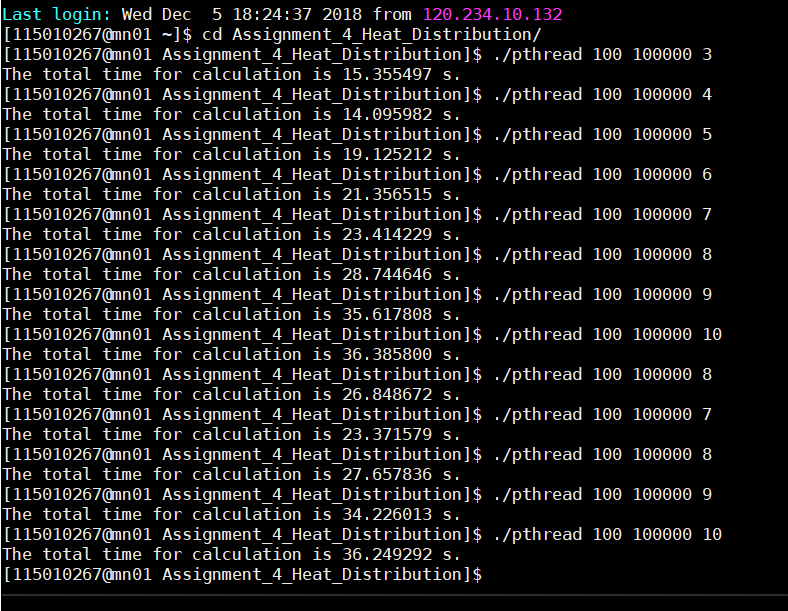 Last login: Wed Dec  5 18:24:37 2018 from 120.234.10.132
[115010267@mn01 ~]$ cd Assignment_4_Heat_Distribution/
[115010267@mn01 Assignment_4_Heat_Distribution]$ ./pthread 100 100000 3
The total time for calculation is 15.355497 s.
[115010267@mn01 Assignment_4_Heat_Distribution]$ ./pthread 100 100000 4
The total time for calculation is 14.095982 s.
[115010267@mn01 Assignment_4_Heat_Distribution]$ ./pthread 100 100000 5
The total time for calculation is 19.125212 s.
[115010267@mn01 Assignment_4_Heat_Distribution]$ ./pthread 100 100000 6
The total time for calculation is 21.356515 s.
[115010267@mn01 Assignment_4_Heat_Distribution]$ ./pthread 100 100000 7
The total time for calculation is 23.414229 s.
[115010267@mn01 Assignment_4_Heat_Distribution]$ ./pthread 100 100000 8
The total time for calculation is 28.744646 s.
[115010267@mn01 Assignment_4_Heat_Distribution]$ ./pthread 100 100000 9
The total time for calculation is 35.617808 s.
[115010267@mn01 Assignment_4_Heat_Distribution]$ ./pthread 100 100000 10
The total time for calculation is 36.385800 s.
[115010267@mn01 Assignment_4_Heat_Distribution]$ ./pthread 100 100000 8
The total time for calculation is 26.848672 s.
[115010267@mn01 Assignment_4_Heat_Distribution]$ ./pthread 100 100000 7
The total time for calculation is 23.371579 s.
[115010267@mn01 Assignment_4_Heat_Distribution]$ ./pthread 100 100000 8
The total time for calculation is 27.657836 s.
[115010267@mn01 Assignment_4_Heat_Distribution]$ ./pthread 100 100000 9
The total time for calculation is 34.226013 s.
[115010267@mn01 Assignment_4_Heat_Distribution]$ ./pthread 100 100000 10
The total time for calculation is 36.249292 s.
[115010267@mn01 Assignment_4_Heat_Distribution]$